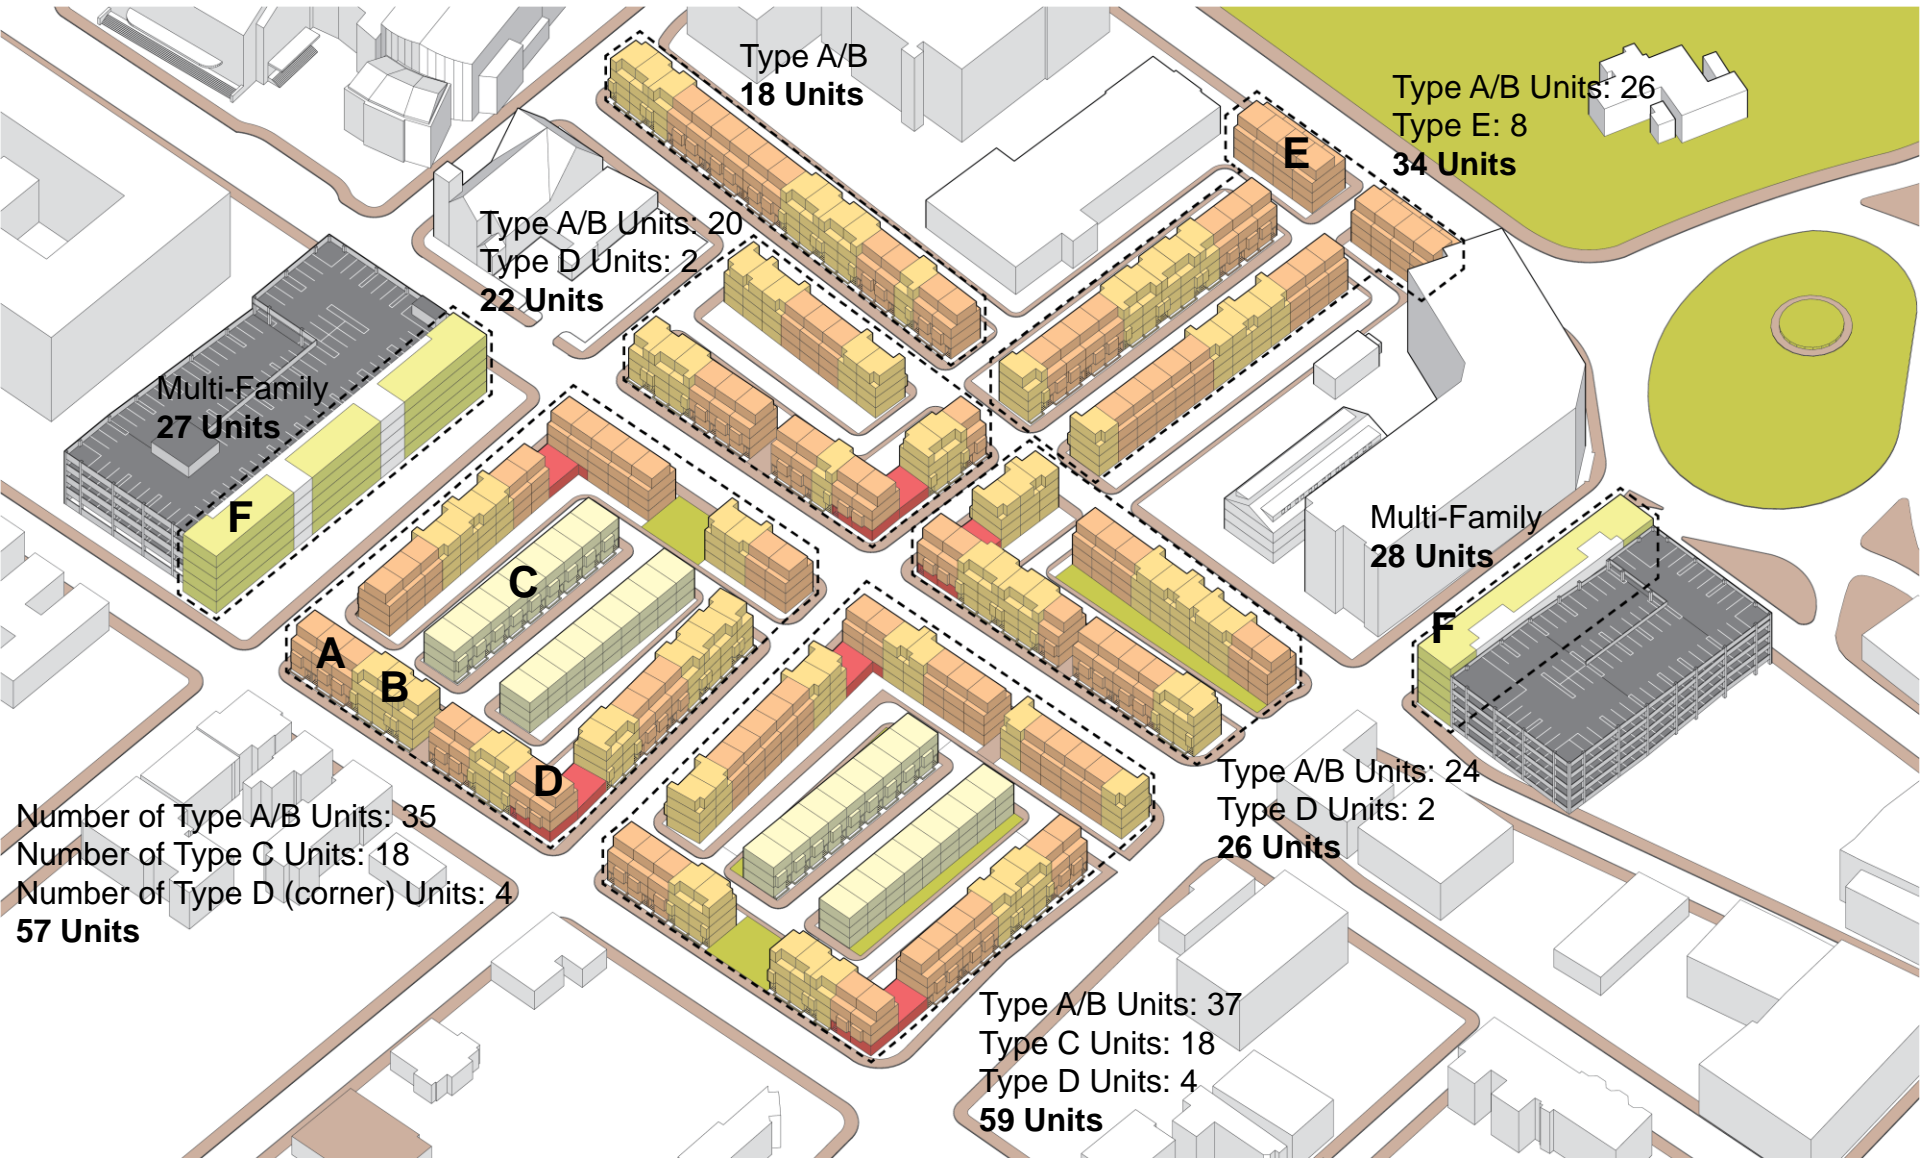 Type A/B
18 Units
Type A/B Units: 26
Type E: 8
34 Units
E
Type A/B Units: 20
Type D Units: 2
22 Units
Multi-Family
27 Units
F
C
Multi-Family
28 Units
F
A
B
D
Type A/B Units: 24
Type D Units: 2
26 Units
Number of Type A/B Units: 35
Number of Type C Units: 18
Number of Type D (corner) Units: 4
57 Units
Type A/B Units: 37
Type C Units: 18
Type D Units: 4
59 Units